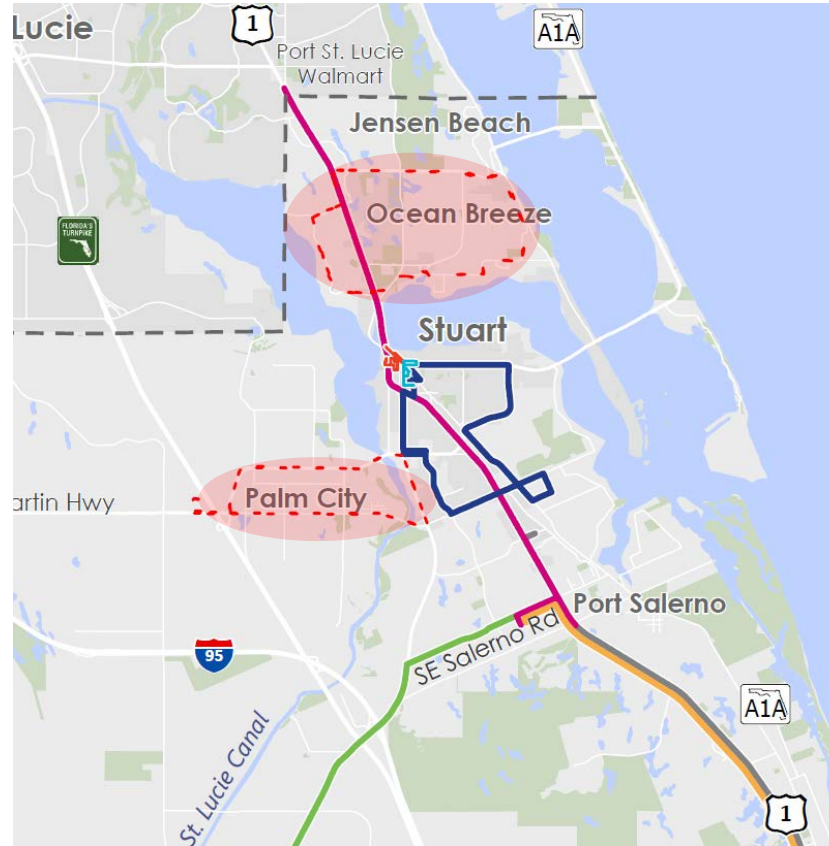 Lucie
1
A1A
Port St. Lucie
Walmart
Jensen Beach
Ocean Breeze
FLORIDA'S
TURNPIKE
Stuart
Palm City
artin Hwy
Port Salerno
SE Salerno Rd
95
A1A
St. Lucie Canal
1